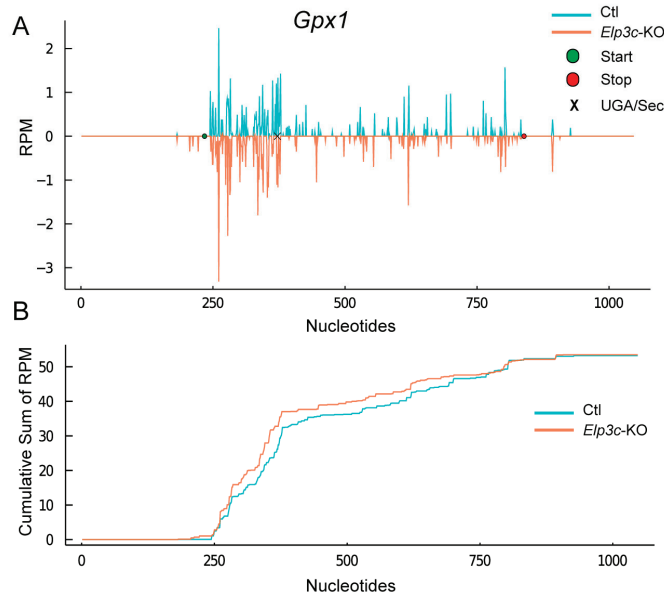 A
Gpx1
Ctl
Elp3c-KO
Start
Stop
X UGA/Sec
RPM
2
1
0
−1
−2
−3
0 250 500 750 1000
Nucleotides
B
Cumulative Sum of RPM
50
40
30
20
10
0
Ctl
Elp3c-KO
0 250 500 750 1000
Nucleotides